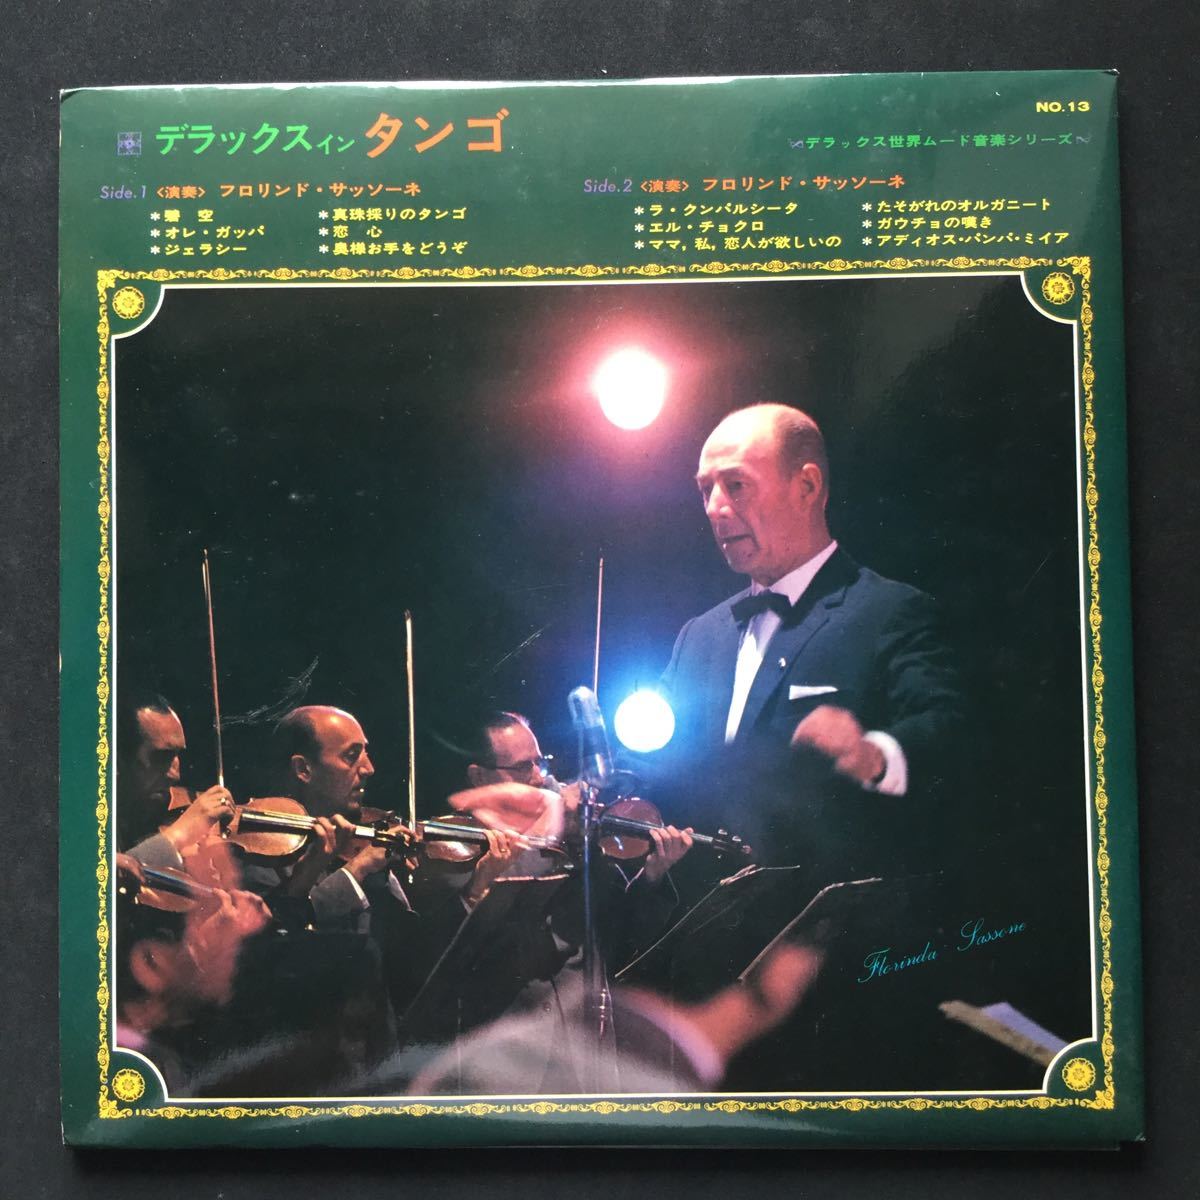 NO.13
デラックスイン タンゴ
デラックス世界ムード音楽シリーズ
Side.1 〈演奏〉 フロリンド・サッソーネ
＊碧空
＊オレ・ガッパ
＊ジェラシー
＊真珠採りのタンゴ
＊恋心
＊奥様お手をどうぞ
Side.2 〈演奏〉 フロリンド・サッソーネ
＊ラ・クンパルシータ
＊エル・チョクロ
＊ママ，私，恋人が欲しいの
＊たそがれのオルガニート
＊ガウチョの嘆き
＊アディオス・パンパ・ミイア
Florinda Sassone